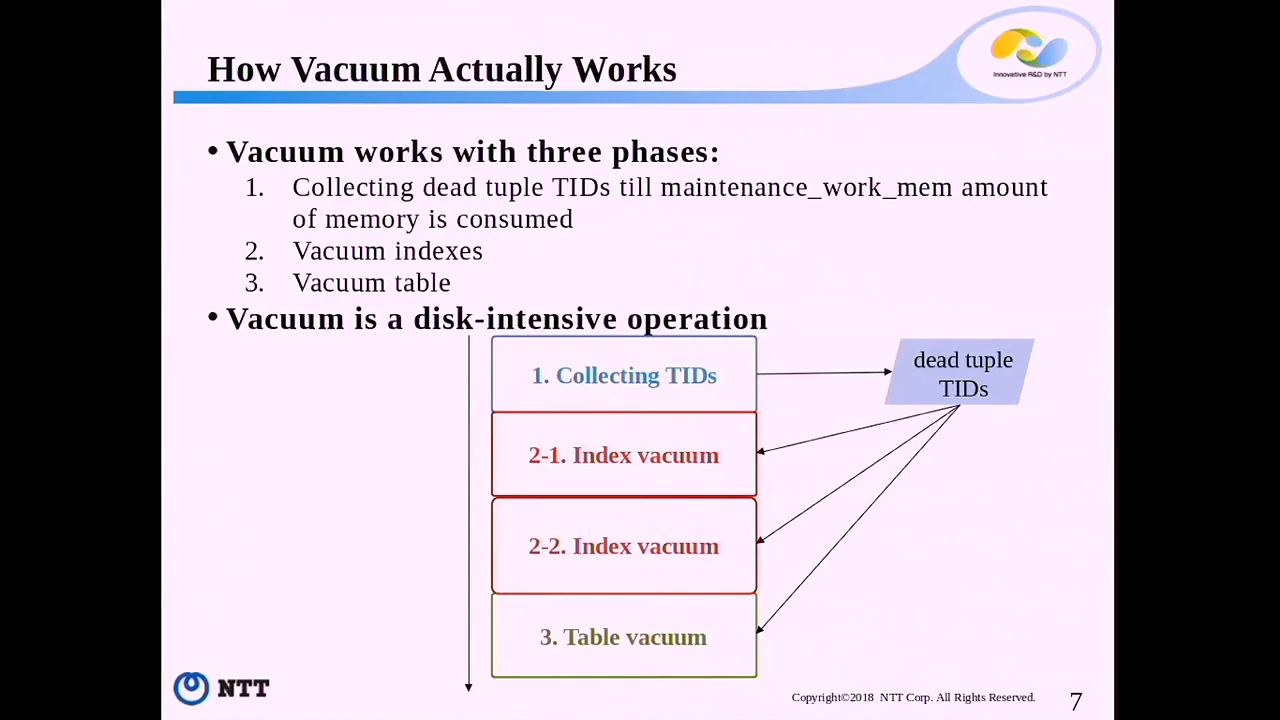 How Vacuum Actually Works
Innovative R&D by NTT
• Vacuum works with three phases:
1. Collecting dead tuple TIDs till maintenance_work_mem amount
of memory is consumed
2. Vacuum indexes
3. Vacuum table
• Vacuum is a disk-intensive operation
1. Collecting TIDs
dead tuple
TIDs
2-1. Index vacuum
2-2. Index vacuum
3. Table vacuum
NTT
Copyright©2018 NTT Corp. All Rights Reserved.
7